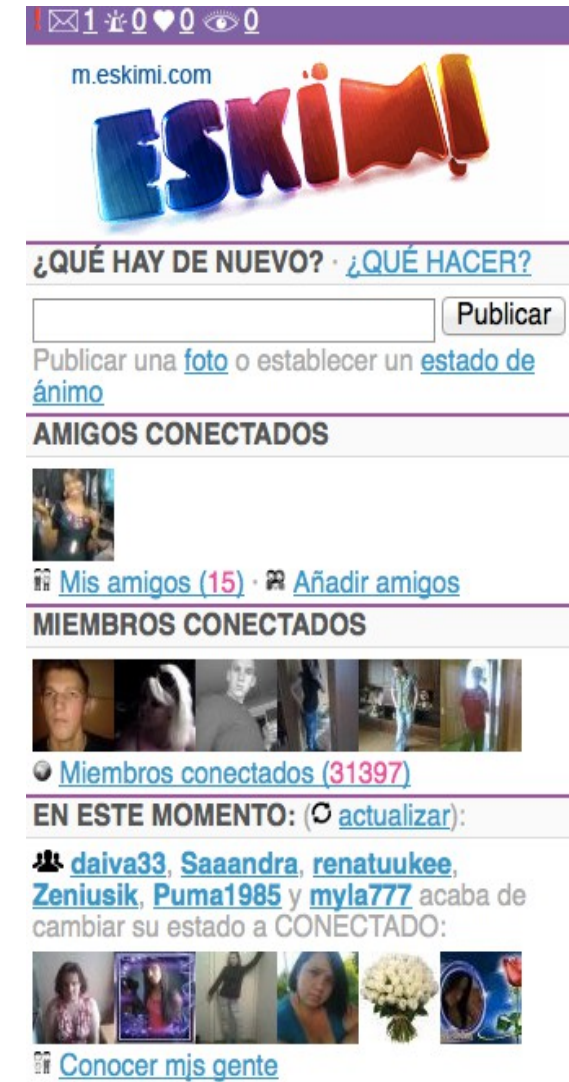 ! 1 0 0 0
m.eskimi.com
ESKIMI
¿QUÉ HAY DE NUEVO? · ¿QUÉ HACER?
Publicar
Publicar una foto o establecer un estado de
ánimo
AMIGOS CONECTADOS
Mis amigos (15) · Añadir amigos
MIEMBROS CONECTADOS
Miembros conectados (31397)
EN ESTE MOMENTO: (actualizar):
daiva33, Saaandra, renatuukee,
Zeniusik, Puma1985 y myla777 acaba de
cambiar su estado a CONECTADO:
Conocer mjs gente